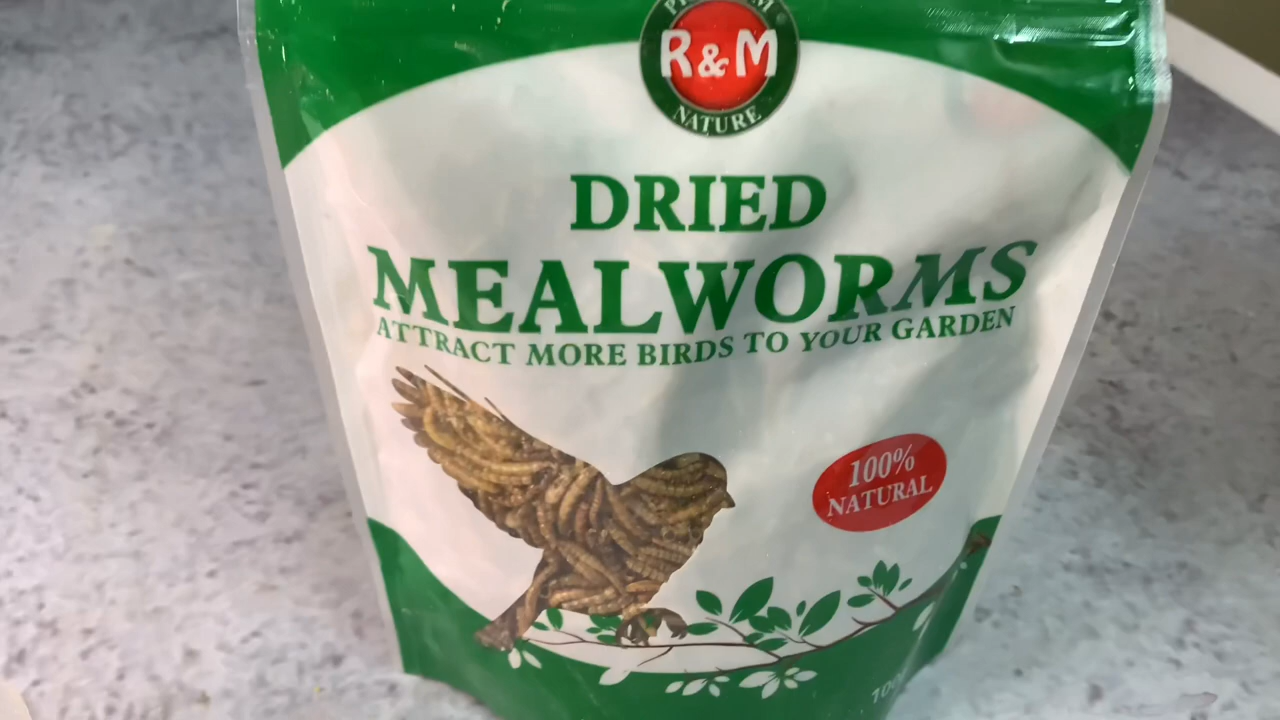 R&M
NATURE
DRIED
MEALWORMS
ATTRACT MORE BIRDS TO YOUR GARDEN
100%
NATURAL